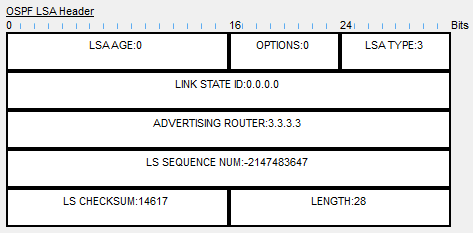 OSPF LSA Header
0 16 24 Bits
LSA AGE:0 OPTIONS:0 LSA TYPE:3
LINK STATE ID:0.0.0.0
ADVERTISING ROUTER:3.3.3.3
LS SEQUENCE NUM:-2147483647
LS CHECKSUM:14617 LENGTH:28